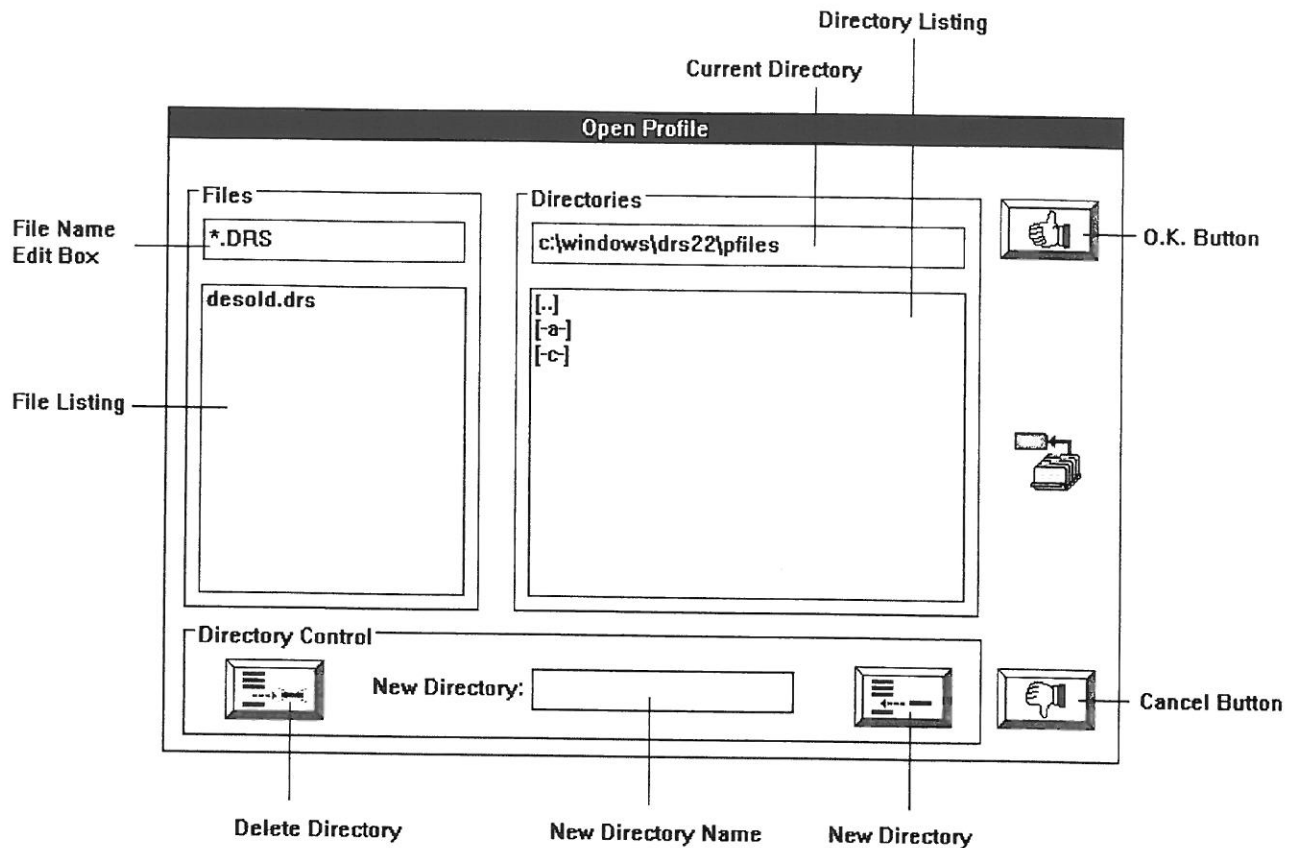 Directory Listing
Current Directory
Open Profile
Files
Directories
File Name
Edit Box
*.DRS
c:\windows\drs22\pfiles
O.K. Button
desold.drs
[..]
[-a-]
[-c-]
File Listing
Directory Control
New Directory:
Cancel Button
Delete Directory
New Directory Name
New Directory